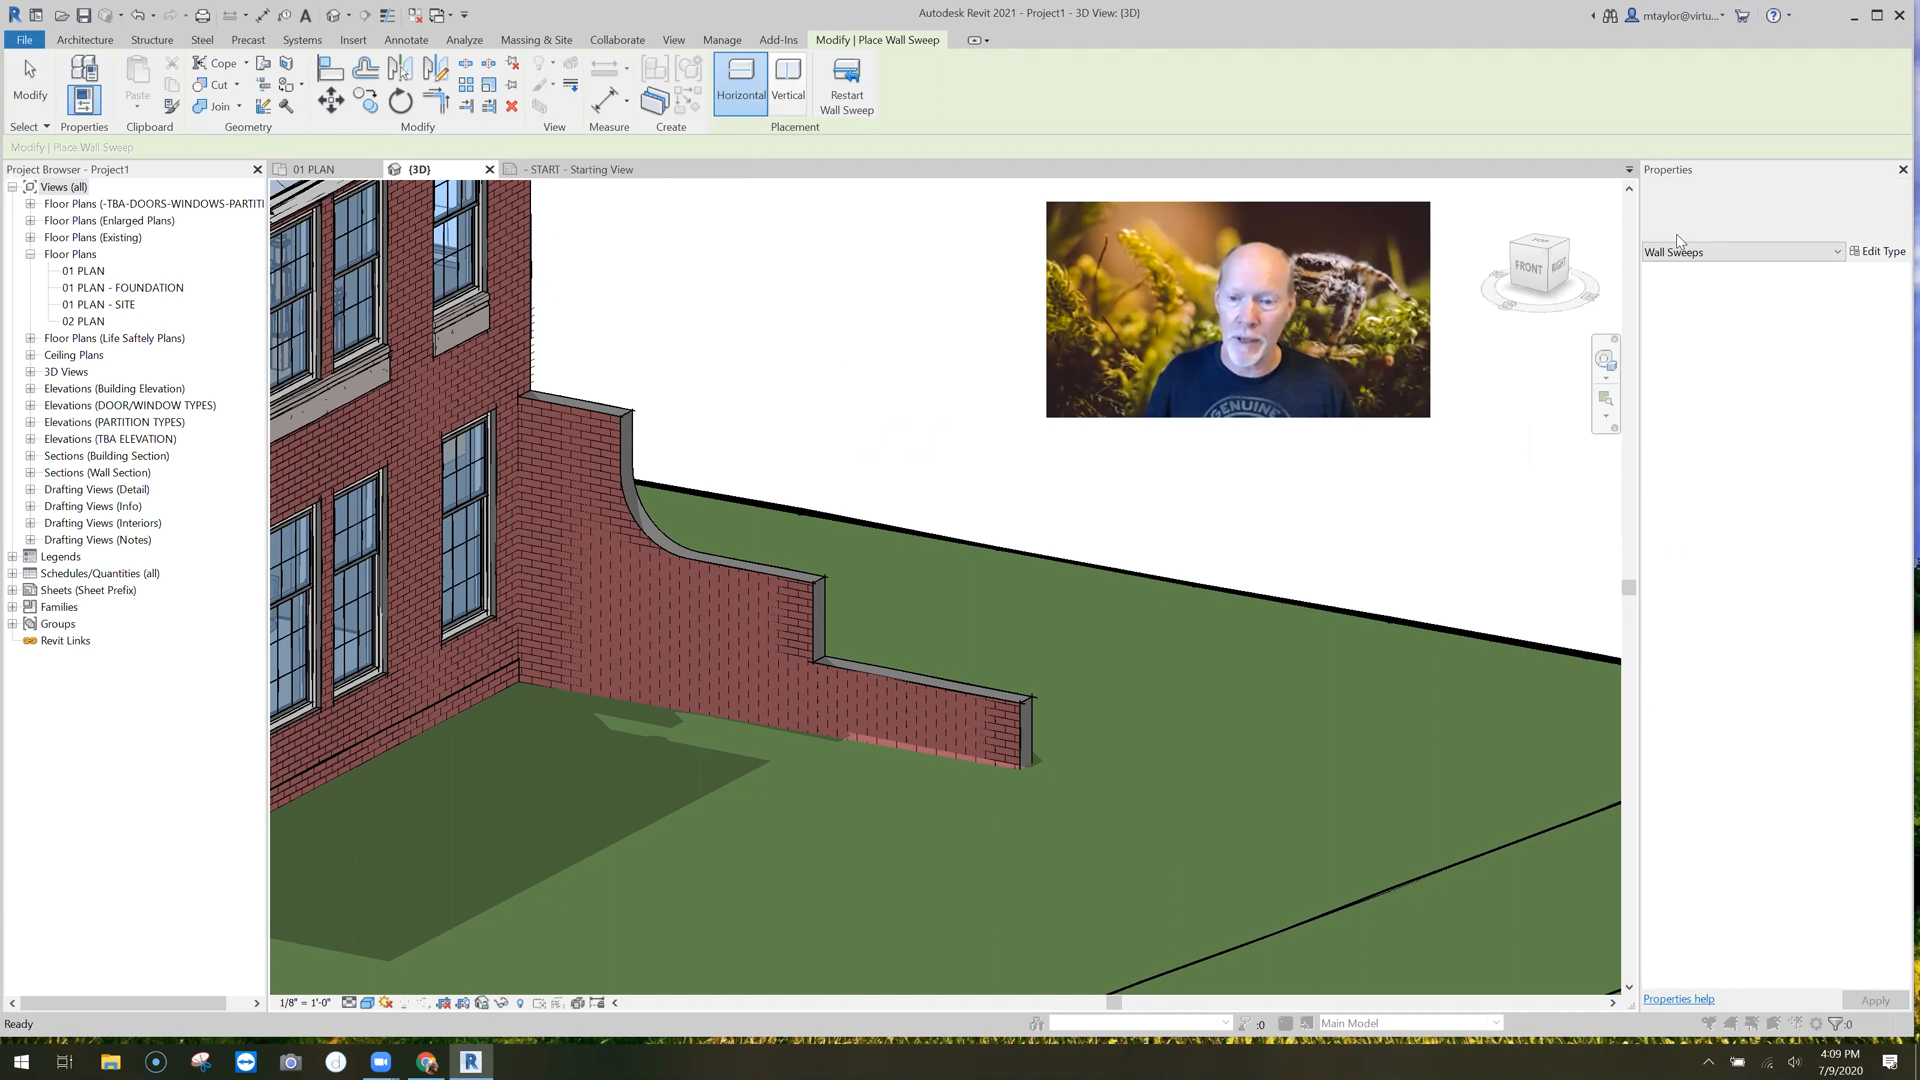 Autodesk Revit 2021 - Project1 - 3D View: {3D}
mtaylor@virtu...
File
Architecture
Structure
Steel
Precast
Systems
Insert
Annotate
Analyze
Massing & Site
Collaborate
View
Manage
Add-Ins
Modify | Place Wall Sweep
Modify
Paste
Cope
Cut
Join
Horizontal
Vertical
Restart
Wall Sweep
Select
Properties
Clipboard
Geometry
Modify
View
Measure
Create
Placement
Modify | Place Wall Sweep
Project Browser - Project1
01 PLAN
{3D}
- START - Starting View
Properties
Views (all)
Floor Plans (-TBA-DOORS-WINDOWS-PARTITI
Floor Plans (Enlarged Plans)
Floor Plans (Existing)
Floor Plans
01 PLAN
01 PLAN - FOUNDATION
01 PLAN - SITE
02 PLAN
Floor Plans (Life Saftely Plans)
Ceiling Plans
3D Views
Elevations (Building Elevation)
Elevations (DOOR/WINDOW TYPES)
Elevations (PARTITION TYPES)
Elevations (TBA ELEVATION)
Sections (Building Section)
Sections (Wall Section)
Drafting Views (Detail)
Drafting Views (Info)
Drafting Views (Interiors)
Drafting Views (Notes)
Legends
Schedules/Quantities (all)
Sheets (Sheet Prefix)
Families
Groups
Revit Links
GENUINE
TOP
FRONT
RIGHT
Wall Sweeps
Edit Type
Properties help
Apply
1/8" = 1'-0"
Ready
:0
Main Model
:0
4:09 PM
7/9/2020